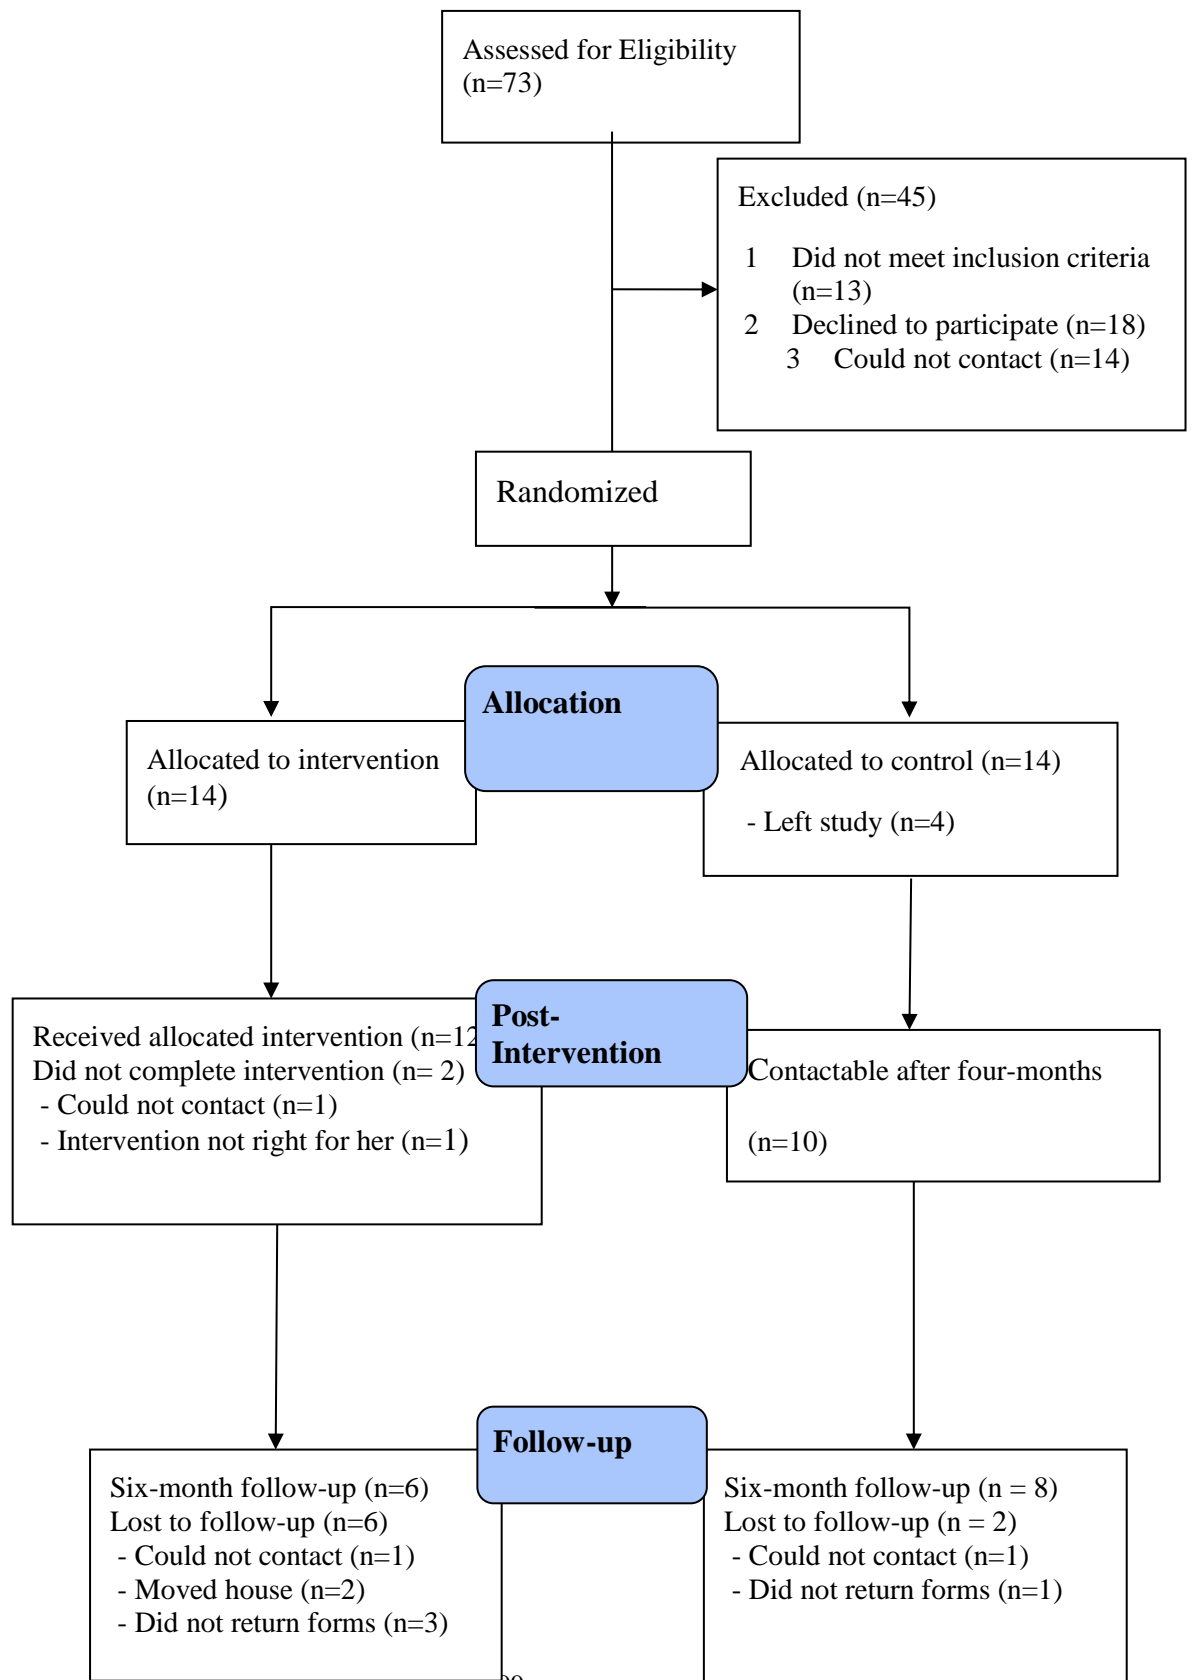 Assessed for Eligibility
(n=73)
Excluded (n=45)
1 Did not meet inclusion criteria
(n=13)
2 Declined to participate (n=18)
3 Could not contact (n=14)
Randomized
Allocation
Allocated to intervention
(n=14)
Allocated to control (n=14)
- Left study (n=4)
Post-
Intervention
Received allocated intervention (n=12
Did not complete intervention (n= 2)
- Could not contact (n=1)
- Intervention not right for her (n=1)
Contactable after four-months
(n=10)
Follow-up
Six-month follow-up (n=6)
Lost to follow-up (n=6)
- Could not contact (n=1)
- Moved house (n=2)
- Did not return forms (n=3)
Six-month follow-up (n = 8)
Lost to follow-up (n = 2)
- Could not contact (n=1)
- Did not return forms (n=1)